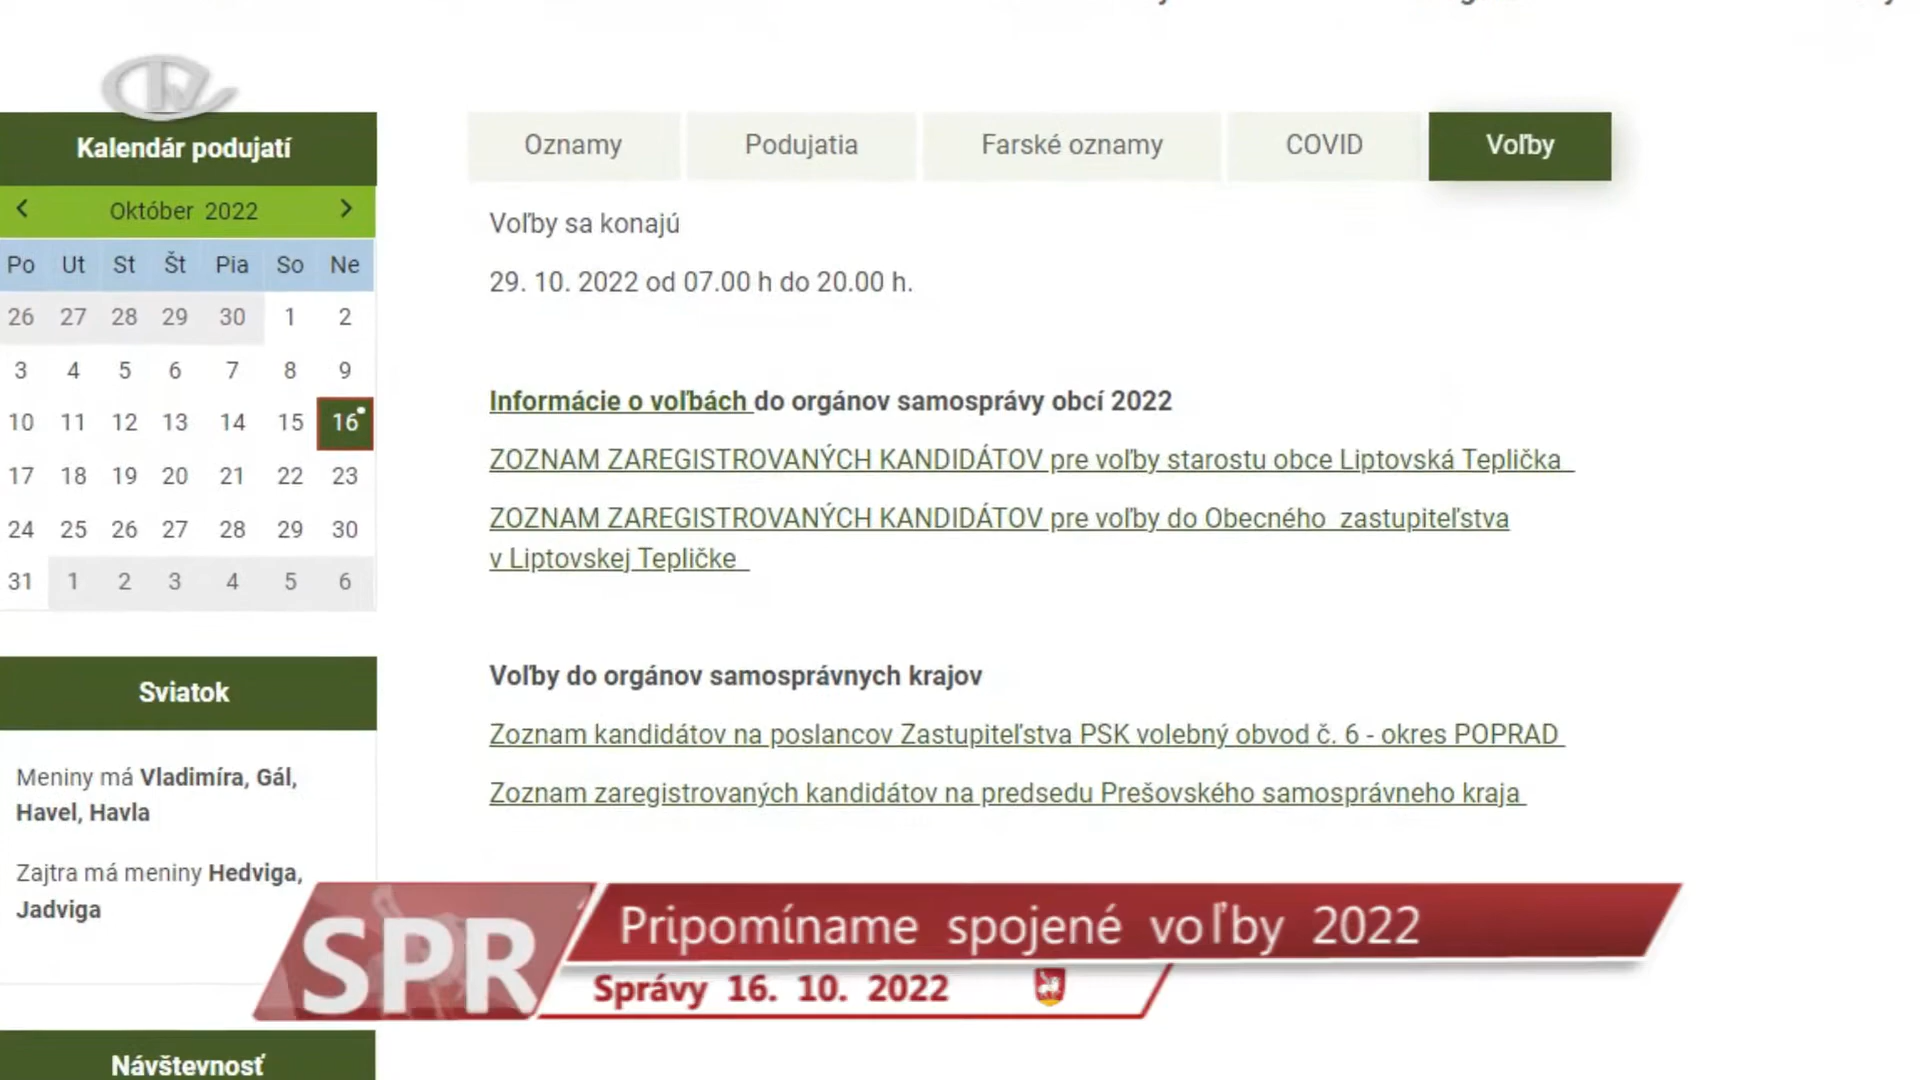 Kalendár podujatí
Október 2022
Po Ut St Št Pia So Ne
26 27 28 29 30 1 2
3 4 5 6 7 8 9
10 11 12 13 14 15 16
17 18 19 20 21 22 23
24 25 26 27 28 29 30
31 1 2 3 4 5 6
Sviatok
Meniny má Vladimíra, Gál,
Havel, Havla
Zajtra má meniny Hedviga,
Jadviga
Návštevnosť
Oznamy Podujatia Farské oznamy COVID Voľby
Voľby sa konajú
29. 10. 2022 od 07.00 h do 20.00 h.
Informácie o voľbách do orgánov samosprávy obcí 2022
ZOZNAM ZAREGISTROVANÝCH KANDIDÁTOV pre voľby starostu obce Liptovská Teplička
ZOZNAM ZAREGISTROVANÝCH KANDIDÁTOV pre voľby do Obecného zastupiteľstva
v Liptovskej Tepličke
Voľby do orgánov samosprávnych krajov
Zoznam kandidátov na poslancov Zastupiteľstva PSK volebný obvod č. 6 - okres POPRAD
Zoznam zaregistrovaných kandidátov na predsedu Prešovského samosprávneho kraja
SPR
Pripomíname spojené voľby 2022
Správy 16. 10. 2022